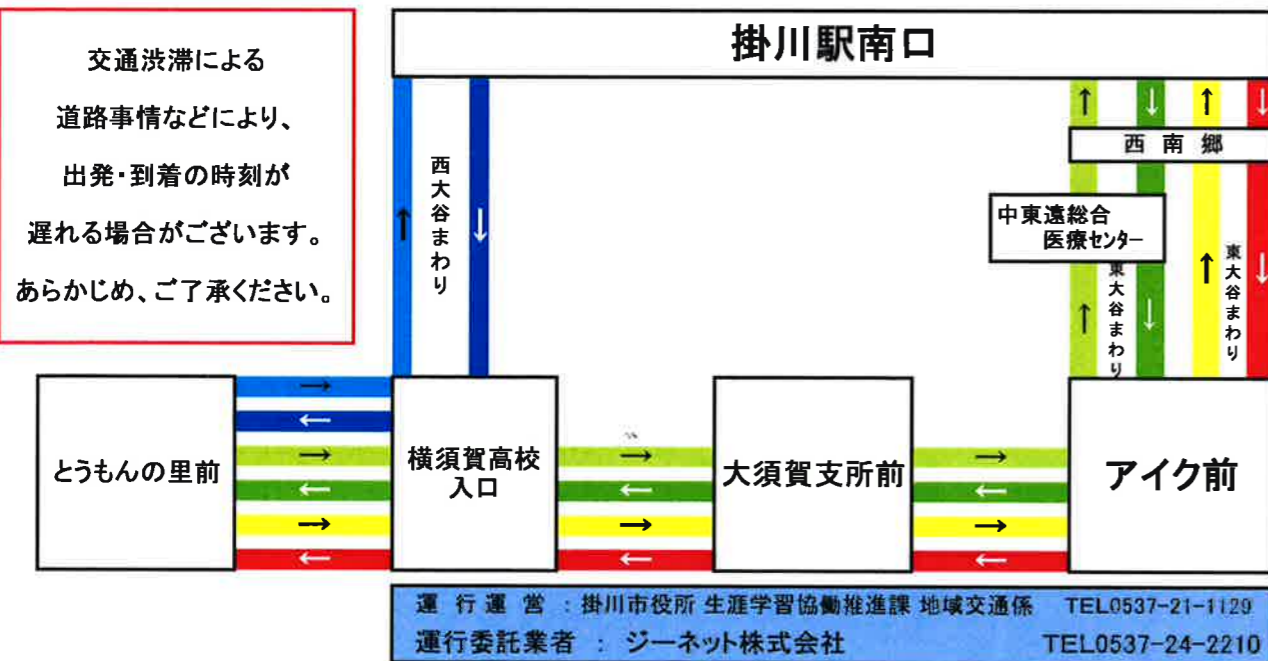 交通渋滞による
道路事情などにより、
出発・到着の時刻が
遅れる場合がございます。
あらかじめ、ご了承ください。
掛川駅南口
西大谷まわり
西南郷
中東遠総合
医療センター
東大谷まわり
東大谷まわり
とうもんの里前
横須賀高校
入口
大須賀支所前
アイク前
運行運営 : 掛川市役所 生涯学習協働推進課 地域交通係 TEL0537-21-1129
運行委託業者 : ジーネット株式会社 TEL0537-24-2210